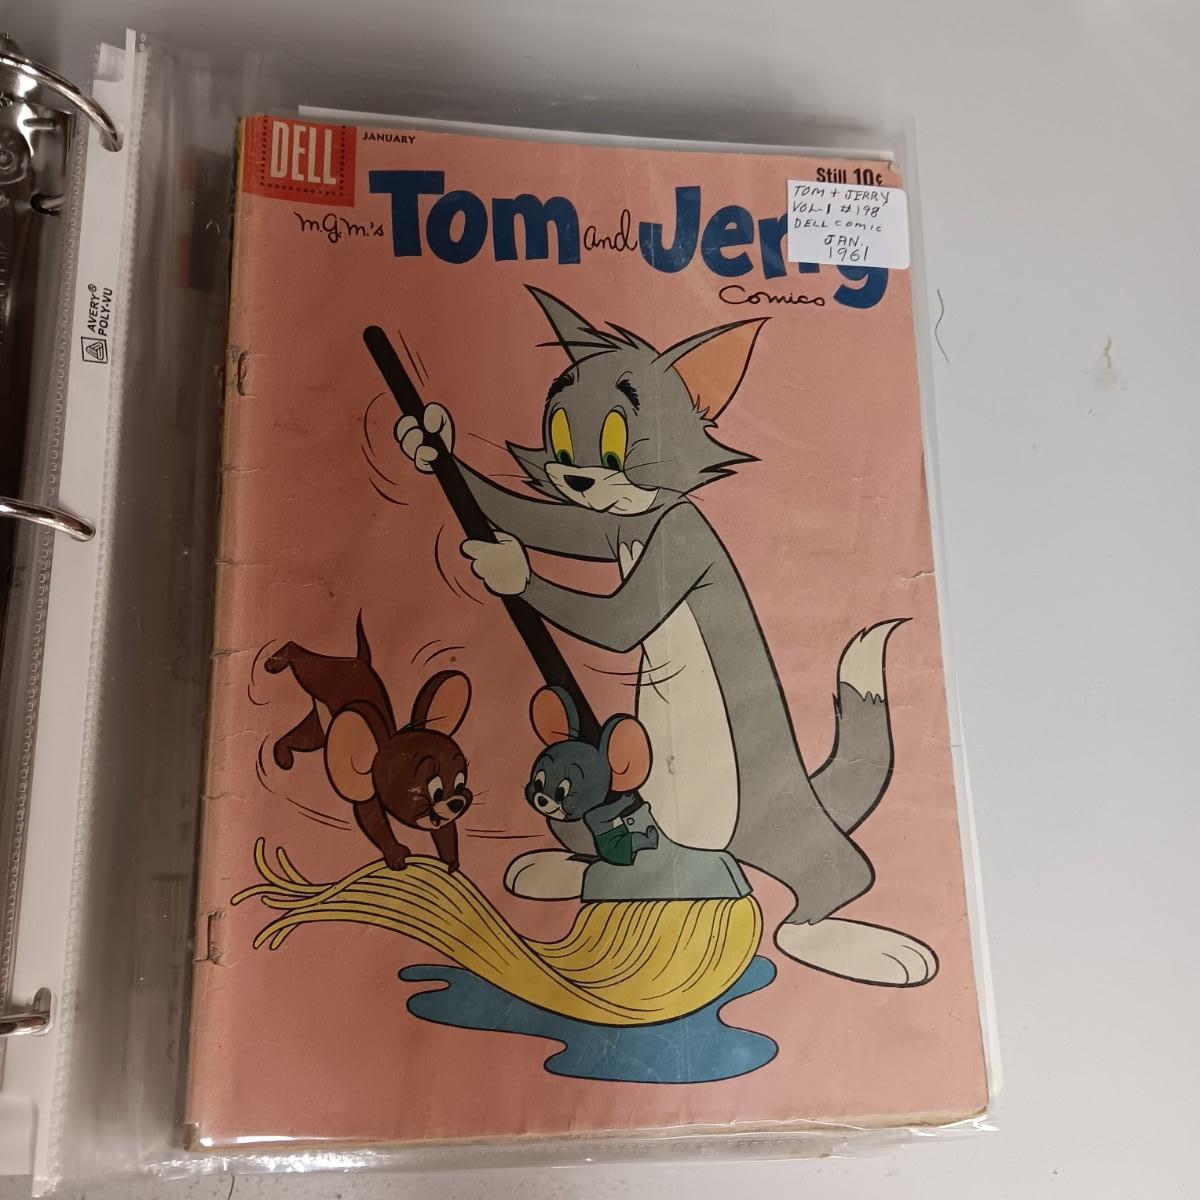 DELL
JANUARY
Still 10¢
m.g.m.'s Tom and Jerry
Comics
TOM + JERRY
VOL-1 #198
DELL COMIC
JAN.
1961
AVERY®
POLY-VU